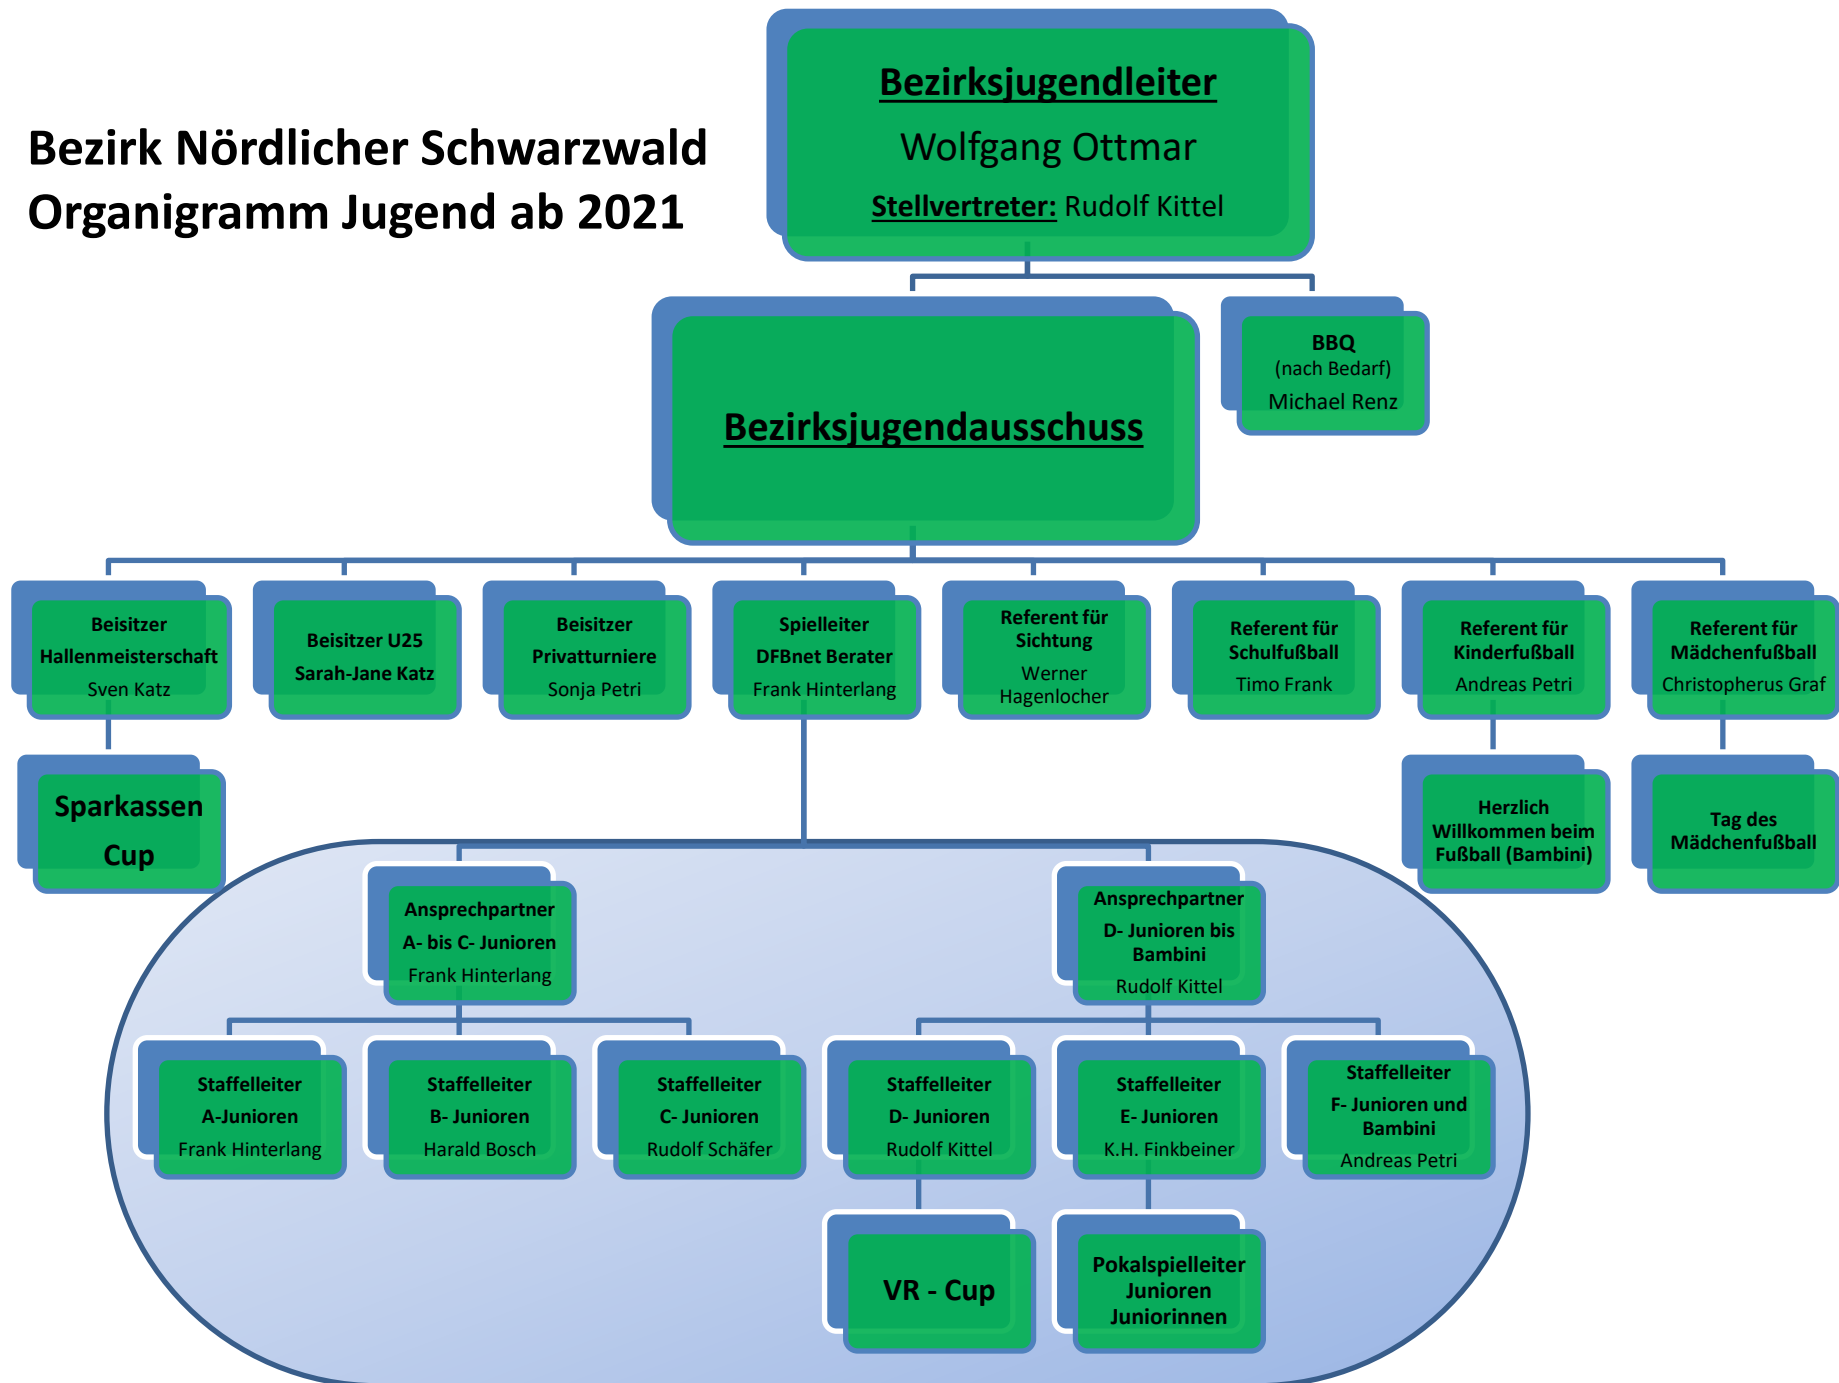 Bezirk Nördlicher Schwarzwald
Organigramm Jugend ab 2021
Bezirksjugendleiter
Wolfgang Ottmar
Stellvertreter: Rudolf Kittel
Bezirksjugendausschuss
BBQ
(nach Bedarf)
Michael Renz
Beisitzer
Hallenmeisterschaft
Sven Katz
Beisitzer U25
Sarah-Jane Katz
Beisitzer
Privatturniere
Sonja Petri
Spielleiter
DFBnet Berater
Frank Hinterlang
Referent für
Sichtung
Werner
Hagenlocher
Referent für
Schulfußball
Timo Frank
Referent für
Kinderfußball
Andreas Petri
Referent für
Mädchenfußball
Christopherus Graf
Sparkassen
Cup
Herzlich
Willkommen beim
Fußball (Bambini)
Tag des
Mädchenfußball
Ansprechpartner
A- bis C- Junioren
Frank Hinterlang
Ansprechpartner
D- Junioren bis
Bambini
Rudolf Kittel
Staffelleiter
A-Junioren
Frank Hinterlang
Staffelleiter
B- Junioren
Harald Bosch
Staffelleiter
C- Junioren
Rudolf Schäfer
Staffelleiter
D- Junioren
Rudolf Kittel
Staffelleiter
E- Junioren
K.H. Finkbeiner
Staffelleiter
F- Junioren und
Bambini
Andreas Petri
VR - Cup
Pokalspielleiter
Junioren
Juniorinnen